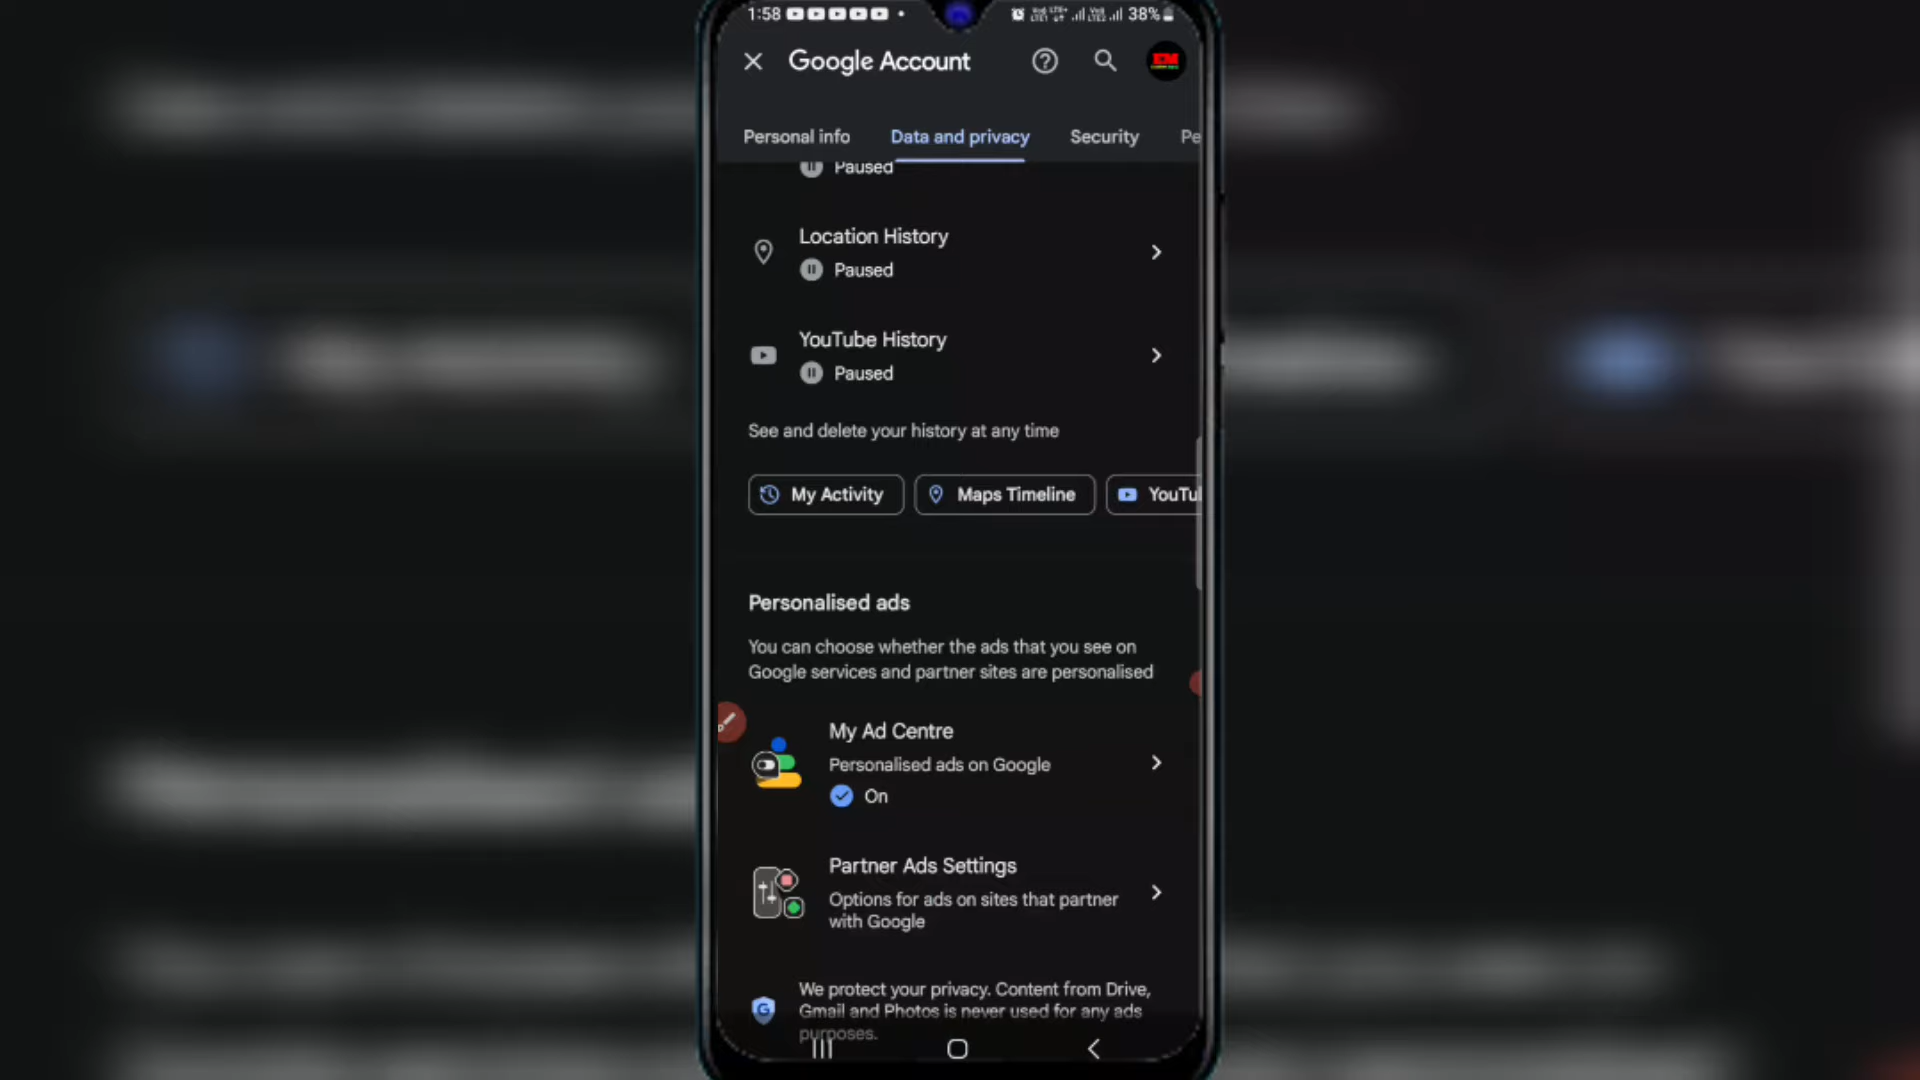 1:58
38%
Google Account
Personal info
Data and privacy
Security
Pe
Paused
Location History
Paused
YouTube History
Paused
See and delete your history at any time
My Activity
Maps Timeline
YouTu
Personalised ads
You can choose whether the ads that you see on
Google services and partner sites are personalised
My Ad Centre
Personalised ads on Google
On
Partner Ads Settings
Options for ads on sites that partner
with Google
We protect your privacy. Content from Drive,
Gmail and Photos is never used for any ads
purposes.